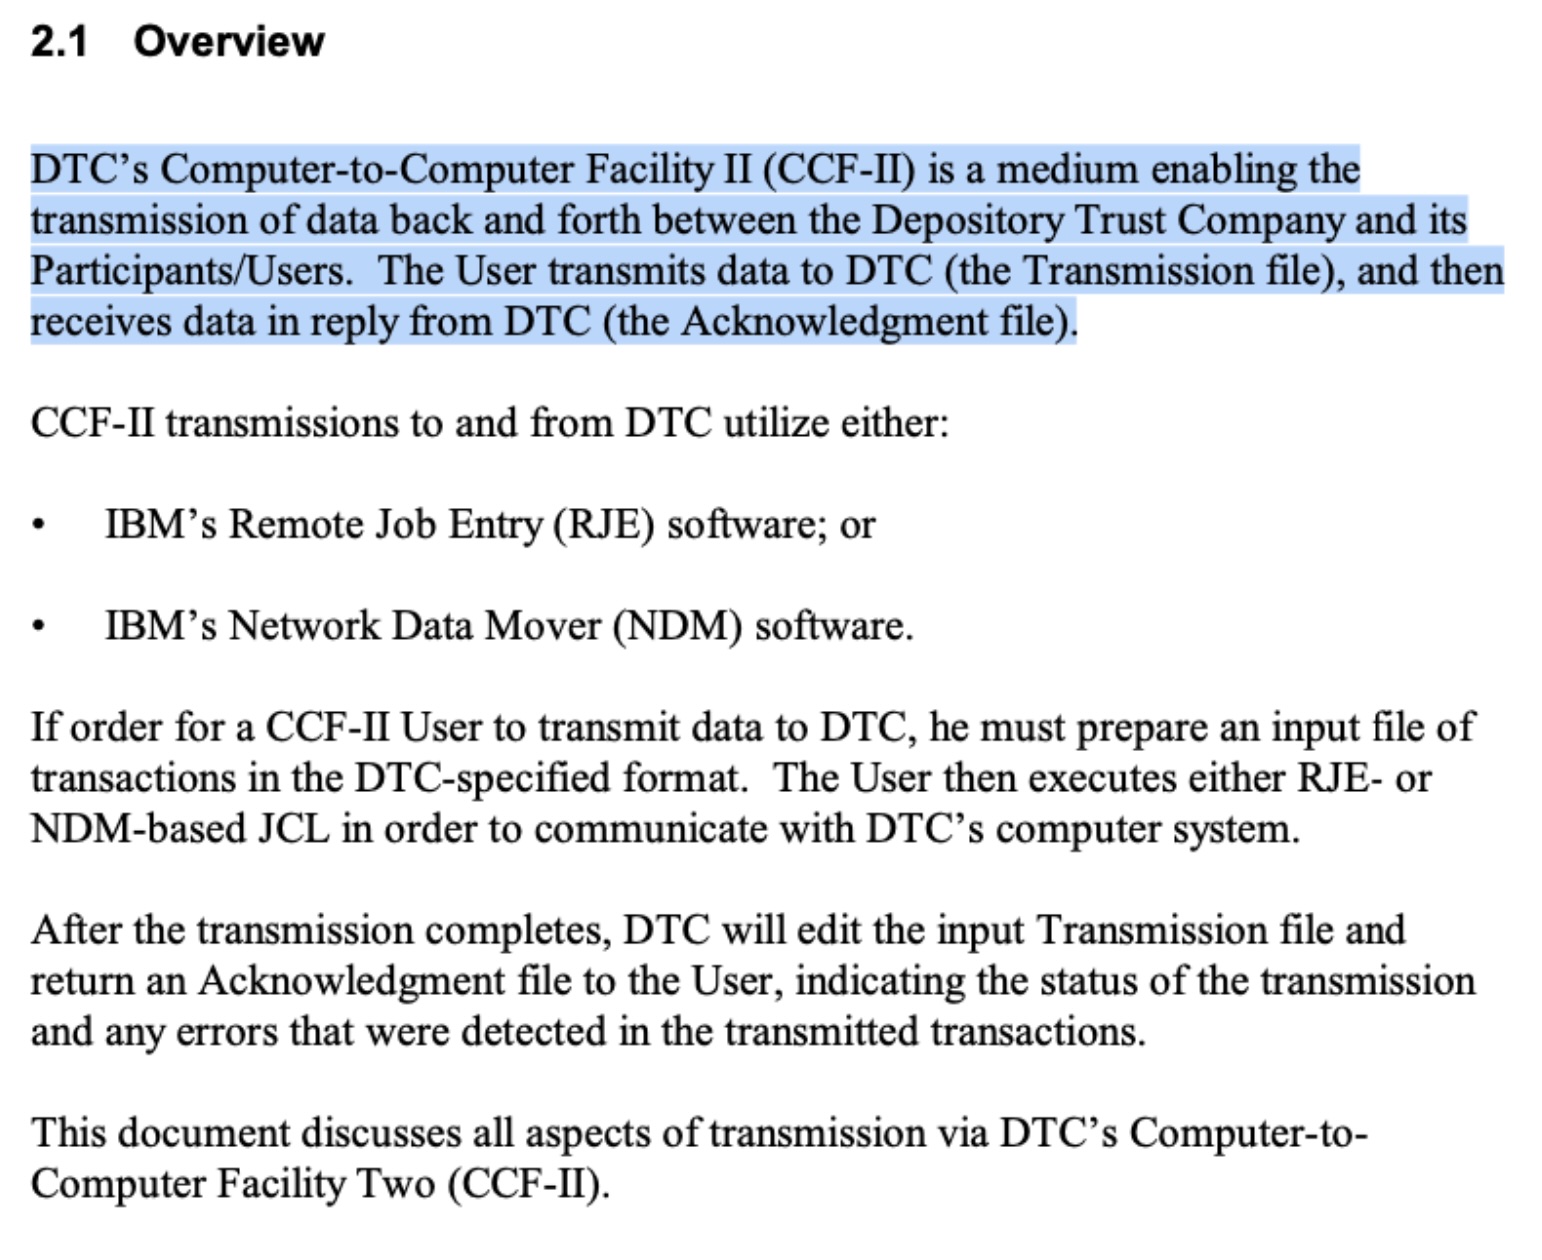 2.1 Overview
DTC’s Computer-to-Computer Facility II (CCF-II) is a medium enabling the
transmission of data back and forth between the Depository Trust Company and its
Participants/Users.  The User transmits data to DTC (the Transmission file), and then
receives data in reply from DTC (the Acknowledgment file).
CCF-II transmissions to and from DTC utilize either:
• IBM’s Remote Job Entry (RJE) software; or
• IBM’s Network Data Mover (NDM) software.
If order for a CCF-II User to transmit data to DTC, he must prepare an input file of
transactions in the DTC-specified format.  The User then executes either RJE- or
NDM-based JCL in order to communicate with DTC’s computer system.
After the transmission completes, DTC will edit the input Transmission file and
return an Acknowledgment file to the User, indicating the status of the transmission
and any errors that were detected in the transmitted transactions.
This document discusses all aspects of transmission via DTC’s Computer-to-
Computer Facility Two (CCF-II).